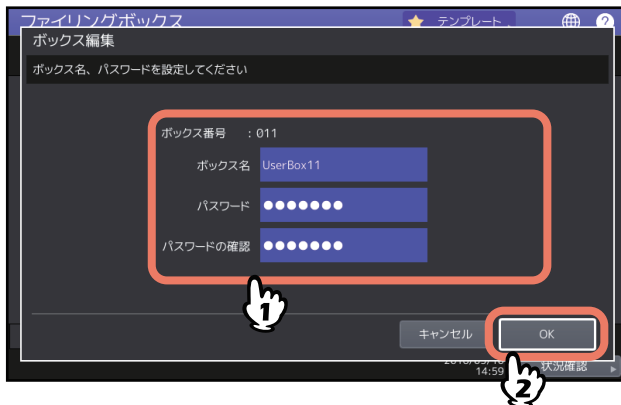 ファイリングボックス
テンプレート
?
ボックス編集
ボックス名、パスワードを設定してください
ボックス番号 : 011
ボックス名 UserBox11
パスワード ●●●●●●●
パスワードの確認 ●●●●●●●
1
キャンセル OK
14:59
状況確認
2